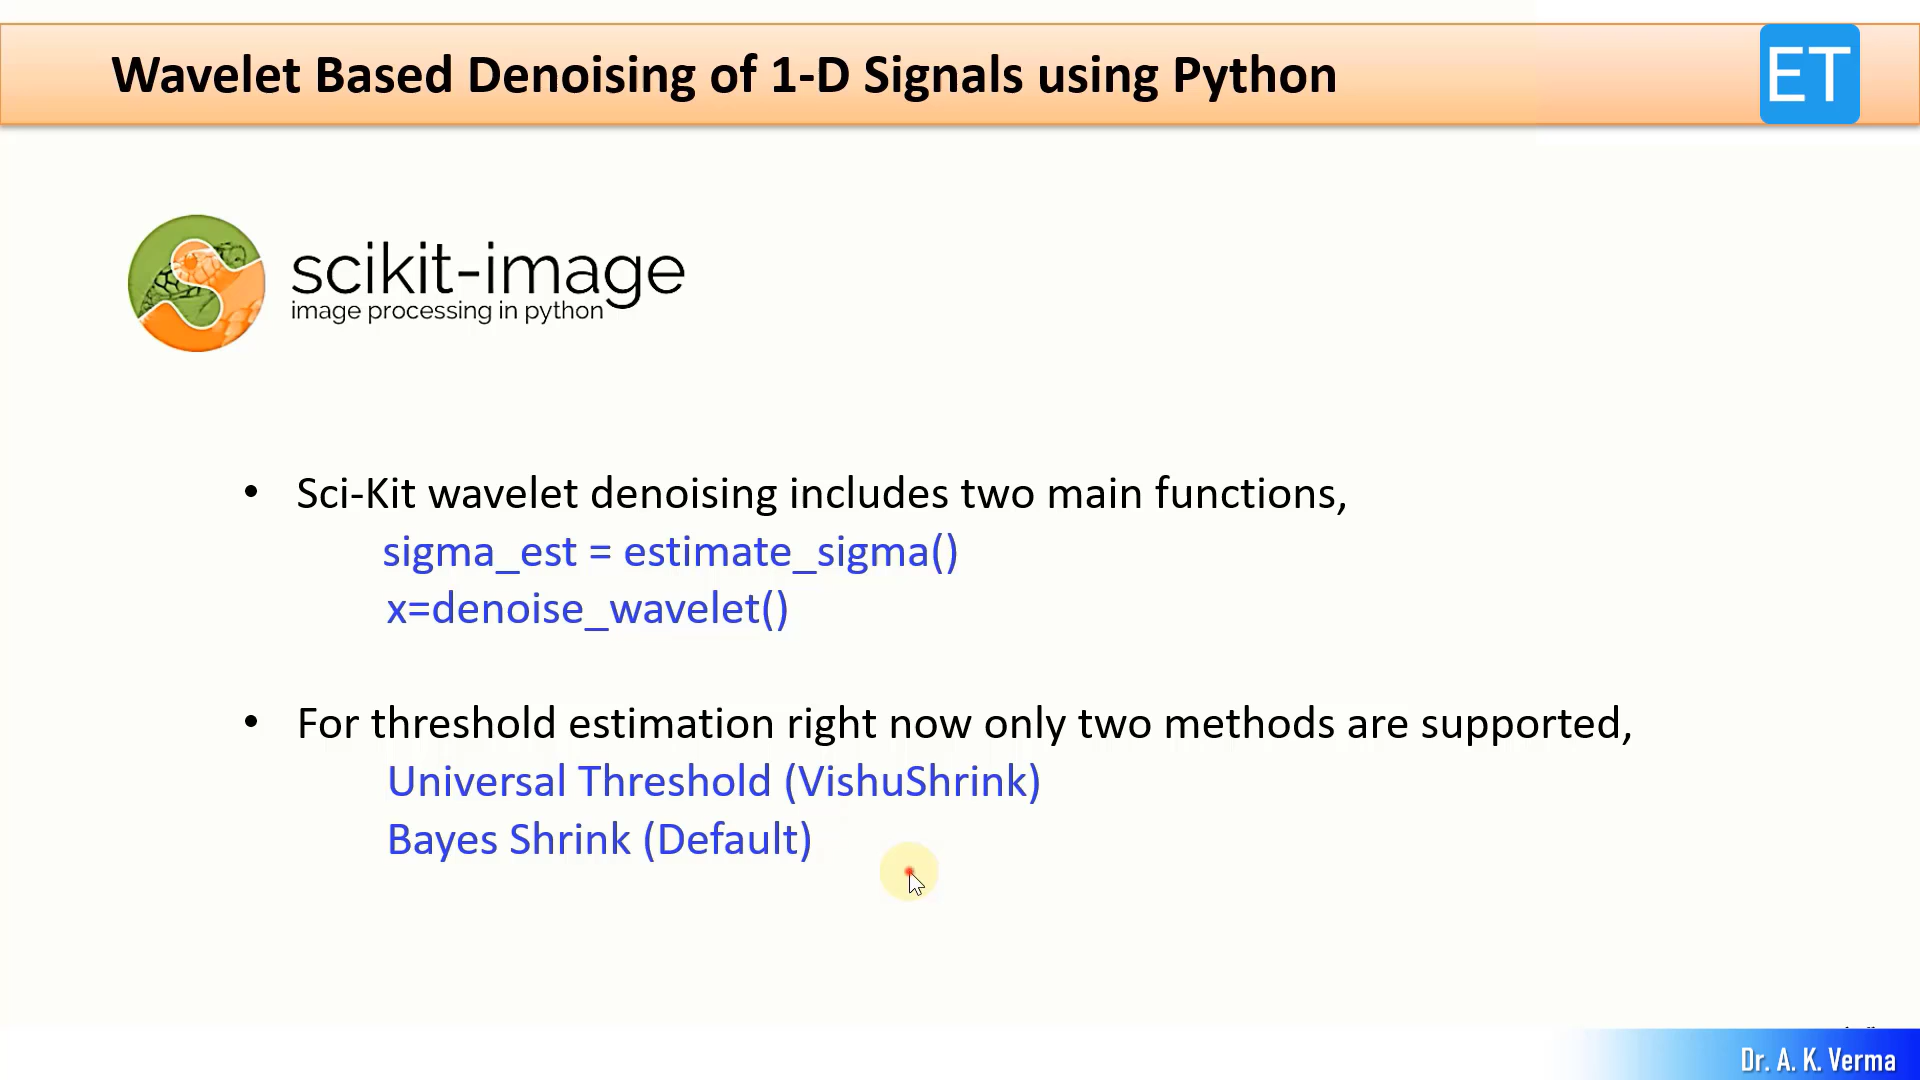 Wavelet Based Denoising of 1-D Signals using Python
ET
scikit-image
image processing in python
• Sci-Kit wavelet denoising includes two main functions,
sigma_est = estimate_sigma()
x=denoise_wavelet()
• For threshold estimation right now only two methods are supported,
Universal Threshold (VishuShrink)
Bayes Shrink (Default)
Dr. A. K. Verma